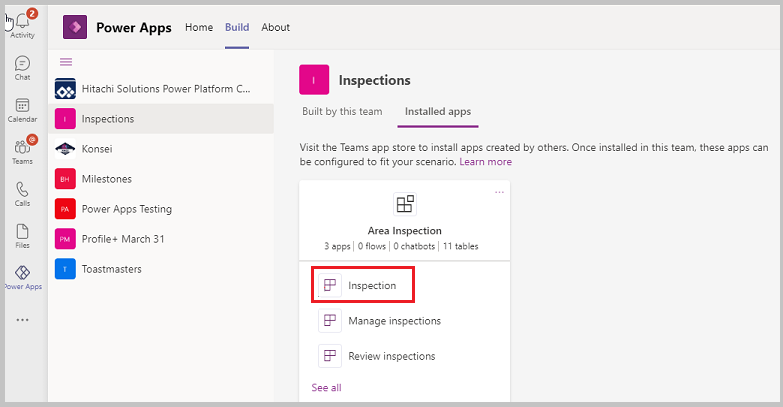 2
Activity
Chat
Calendar
@
Teams
Calls
Files
Power Apps
Power Apps Home Build About
Hitachi Solutions Power Platform C...
I Inspections
Konsei
BH Milestones
PA Power Apps Testing
PM Profile+ March 31
T Toastmasters
I Inspections
Built by this team Installed apps
Visit the Teams app store to install apps created by others. Once installed in this team, these apps can
be configured to fit your scenario. Learn more
Area Inspection
3 apps | 0 flows | 0 chatbots | 11 tables
Inspection
Manage inspections
Review inspections
See all